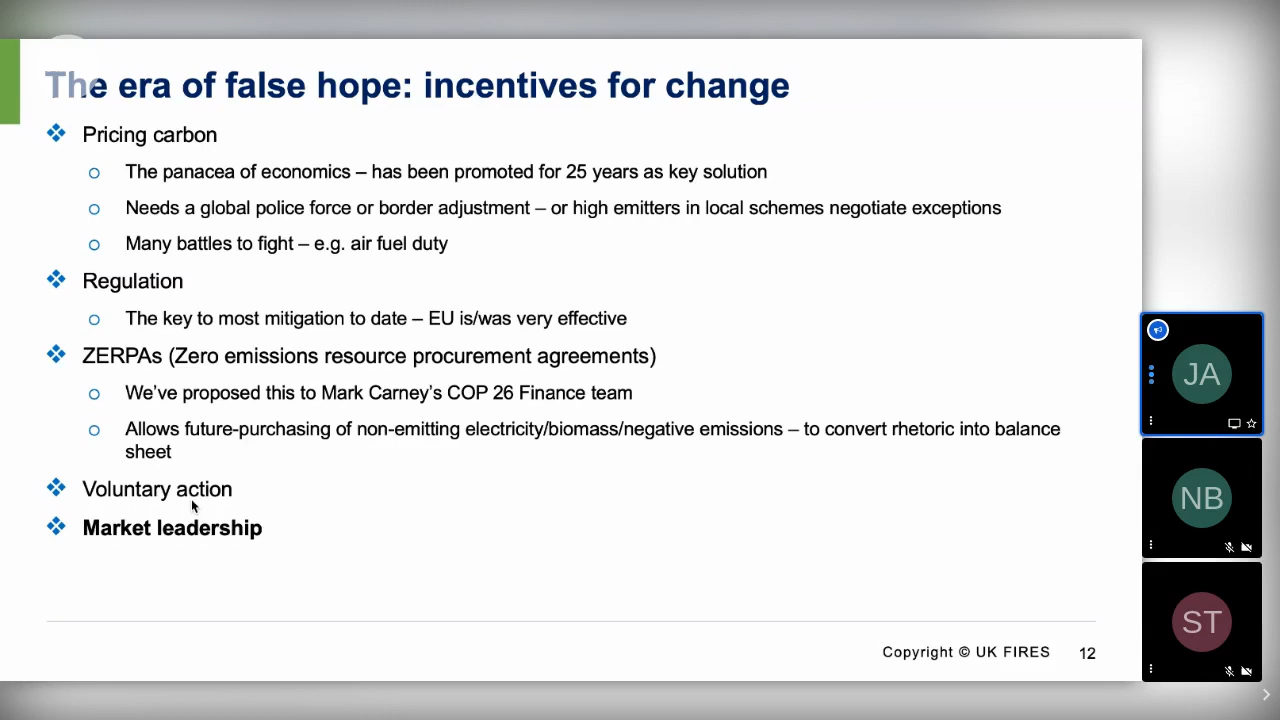 The era of false hope: incentives for change
Pricing carbon
The panacea of economics – has been promoted for 25 years as key solution
Needs a global police force or border adjustment – or high emitters in local schemes negotiate exceptions
Many battles to fight – e.g. air fuel duty
Regulation
The key to most mitigation to date – EU is/was very effective
ZERPAs (Zero emissions resource procurement agreements)
We've proposed this to Mark Carney's COP 26 Finance team
Allows future-purchasing of non-emitting electricity/biomass/negative emissions – to convert rhetoric into balance
sheet
Voluntary action
Market leadership
Copyright © UK FIRES 12
JA
NB
ST